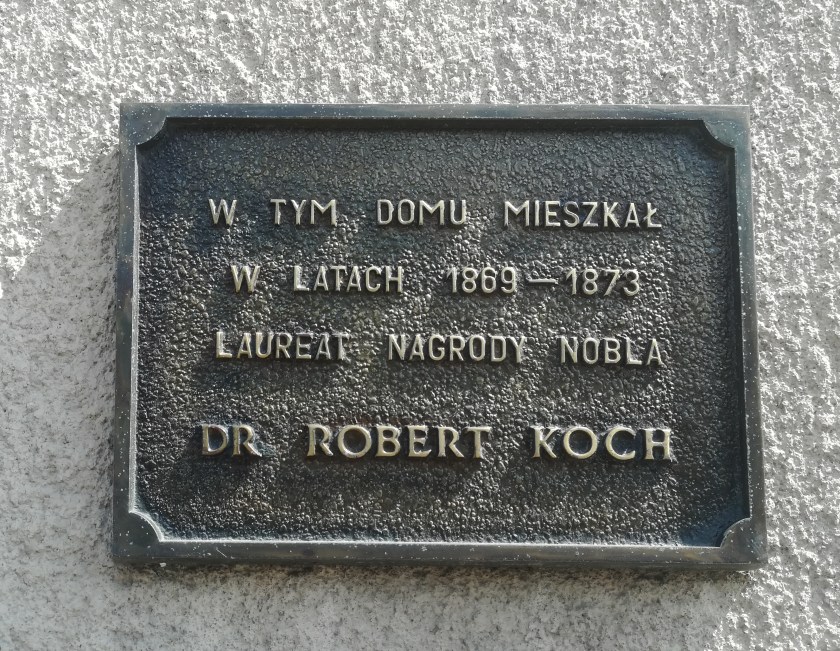 W TYM DOMU MIESZKAŁ
W LATACH 1869 – 1873
LAUREAT NAGRODY NOBLA
DR ROBERT KOCH